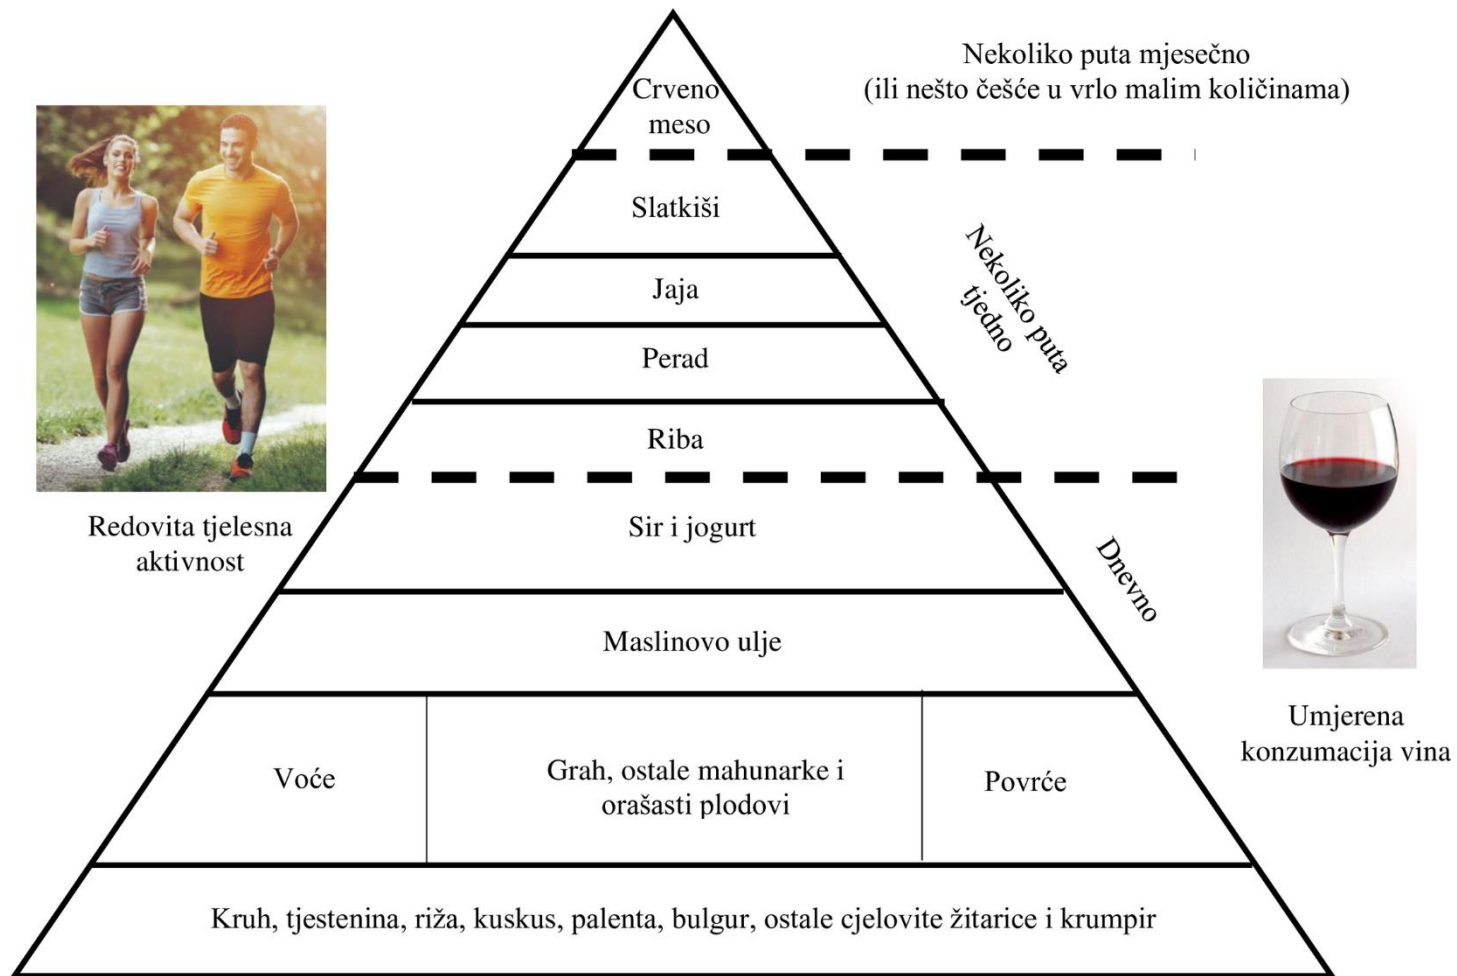 Nekoliko puta mjesečno
(ili nešto češće u vrlo malim količinama)
Crveno
meso
Slatkiši
Jaja
Perad
Riba
Nekoliko puta
tjedno
Sir i jogurt
Maslinovo ulje
Dnevno
Redovita tjelesna
aktivnost
Umjerena
konzumacija vina
Voće
Grah, ostale mahunarke i
orašasti plodovi
Povrće
Kruh, tjestenina, riža, kuskus, palenta, bulgur, ostale cjelovite žitarice i krumpir